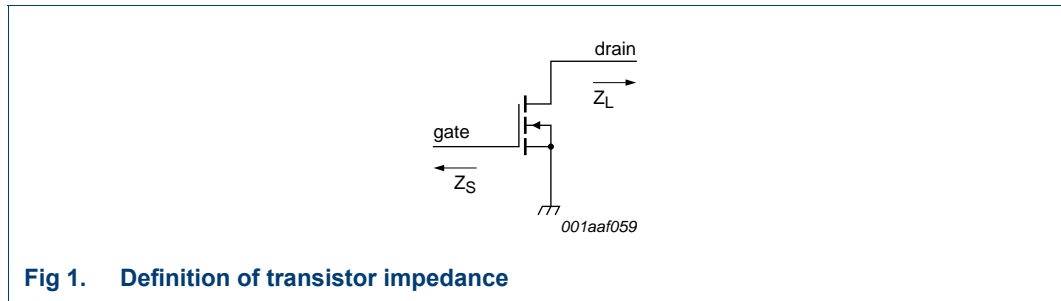 drain
Z_L
gate
Z_S
001aaf059
Fig 1. Definition of transistor impedance